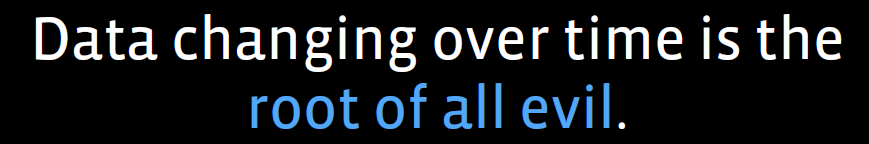 Data changing over time is the
root of all evil.